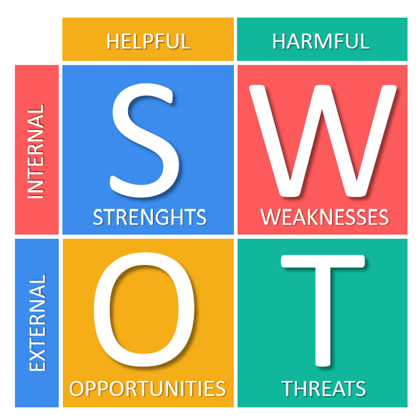 HELPFUL
HARMFUL
INTERNAL
S
STRENGHTS
W
WEAKNESSES
EXTERNAL
O
OPPORTUNITIES
T
THREATS